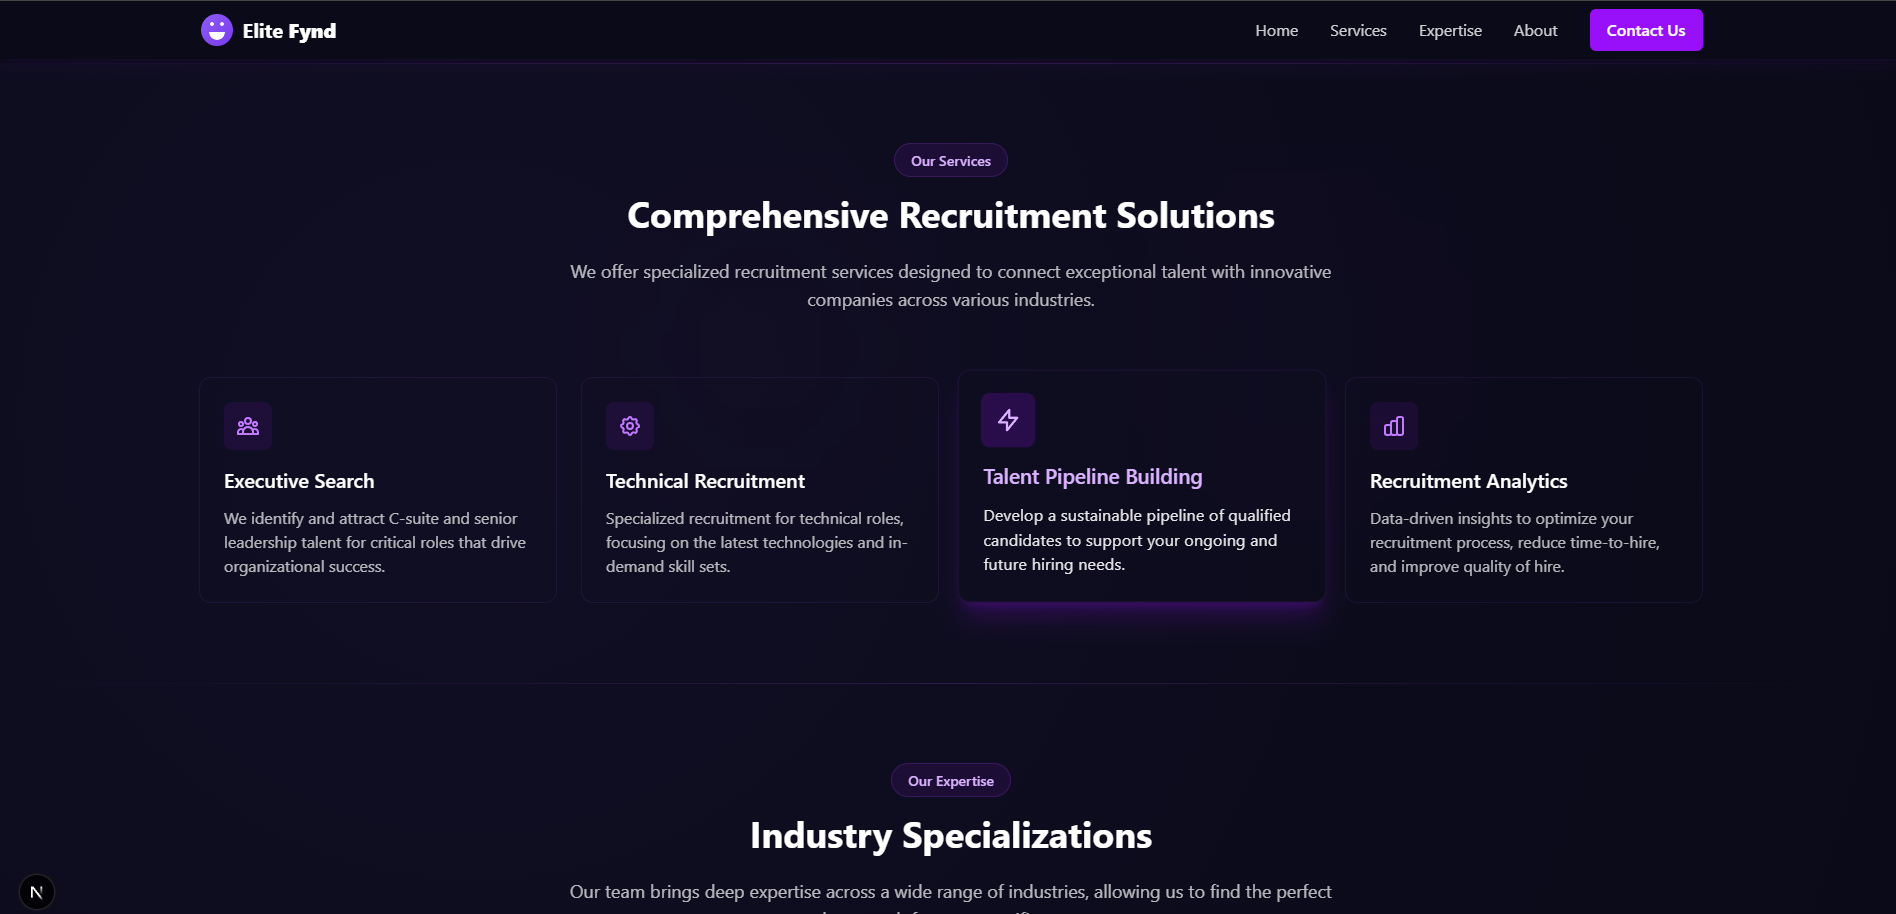 Elite Fynd
Home
Services
Expertise
About
Contact Us
Our Services
Comprehensive Recruitment Solutions
We offer specialized recruitment services designed to connect exceptional talent with innovative
companies across various industries.
Executive Search
We identify and attract C-suite and senior
leadership talent for critical roles that drive
organizational success.
Technical Recruitment
Specialized recruitment for technical roles,
focusing on the latest technologies and in-
demand skill sets.
Talent Pipeline Building
Develop a sustainable pipeline of qualified
candidates to support your ongoing and
future hiring needs.
Recruitment Analytics
Data-driven insights to optimize your
recruitment process, reduce time-to-hire,
and improve quality of hire.
Our Expertise
Industry Specializations
Our team brings deep expertise across a wide range of industries, allowing us to find the perfect
N